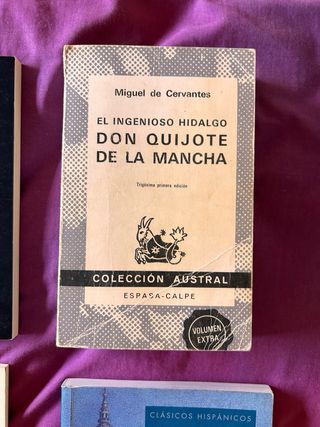 Miguel de Cervantes
EL INGENIOSO HIDALGO
DON QUIJOTE
DE LA MANCHA
Trigésima primera edición
COLECCIÓN AUSTRAL
ESPASA-CALPE
VOLUMEN
EXTRA
CLÁSICOS HISPÁNICOS